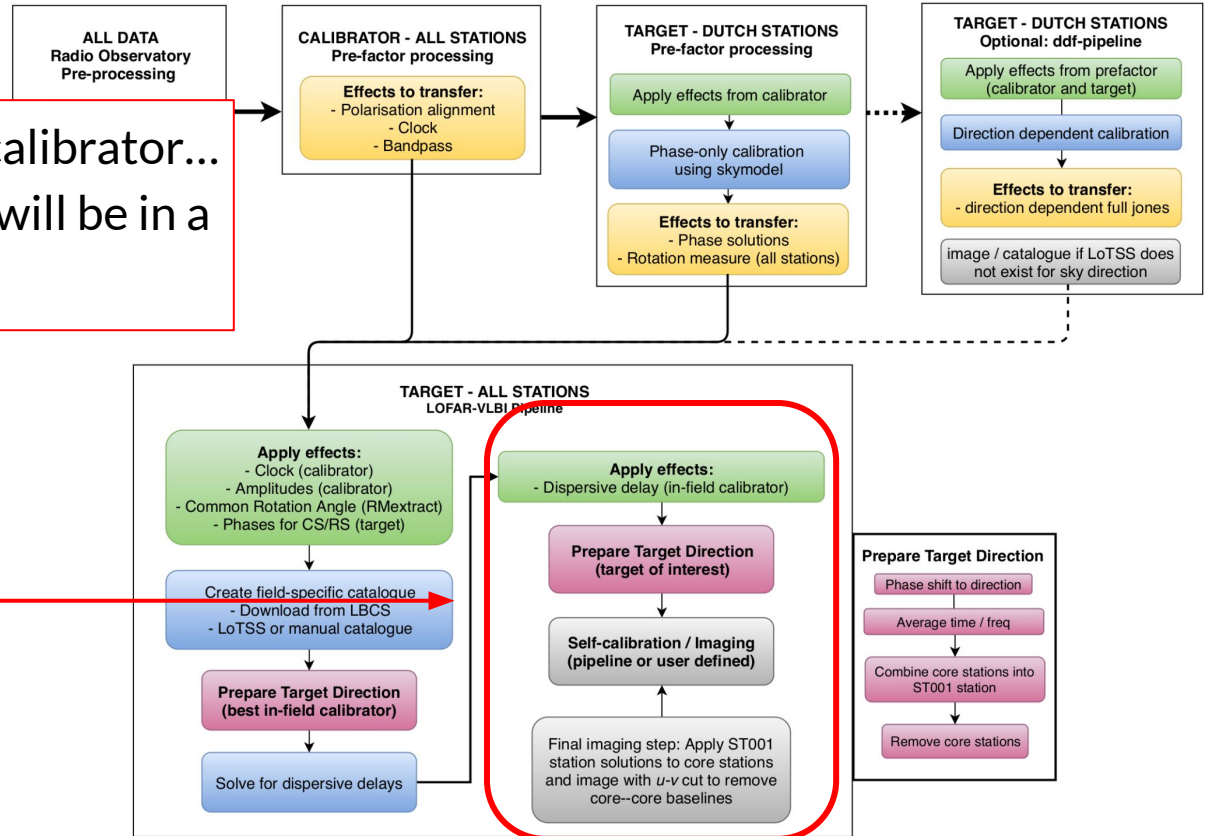 ALL DATA
Radio Observatory
Pre-processing
calibrator...
will be in a
CALIBRATOR - ALL STATIONS
Pre-factor processing
Effects to transfer:
- Polarisation alignment
- Clock
- Bandpass
TARGET - DUTCH STATIONS
Pre-factor processing
Apply effects from calibrator
Phase-only calibration
using skymodel
Effects to transfer:
- Phase solutions
- Rotation measure (all stations)
TARGET - DUTCH STATIONS
Optional: ddf-pipeline
Apply effects from prefactor
(calibrator and target)
Direction dependent calibration
Effects to transfer:
- direction dependent full jones
image / catalogue if LoTSS does
not exist for sky direction
TARGET - ALL STATIONS
LOFAR-VLBI Pipeline
Apply effects:
- Clock (calibrator)
- Amplitudes (calibrator)
- Common Rotation Angle (RMextract)
- Phases for CS/RS (target)
Create field-specific catalogue
- Download from LBCS
- LoTSS or manual catalogue
Prepare Target Direction
(best in-field calibrator)
Solve for dispersive delays
Apply effects:
- Dispersive delay (in-field calibrator)
Prepare Target Direction
(target of interest)
Self-calibration / Imaging
(pipeline or user defined)
Final imaging step: Apply ST001
station solutions to core stations
and image with u-v cut to remove
core--core baselines
Prepare Target Direction
Phase shift to direction
Average time / freq
Combine core stations into
ST001 station
Remove core stations